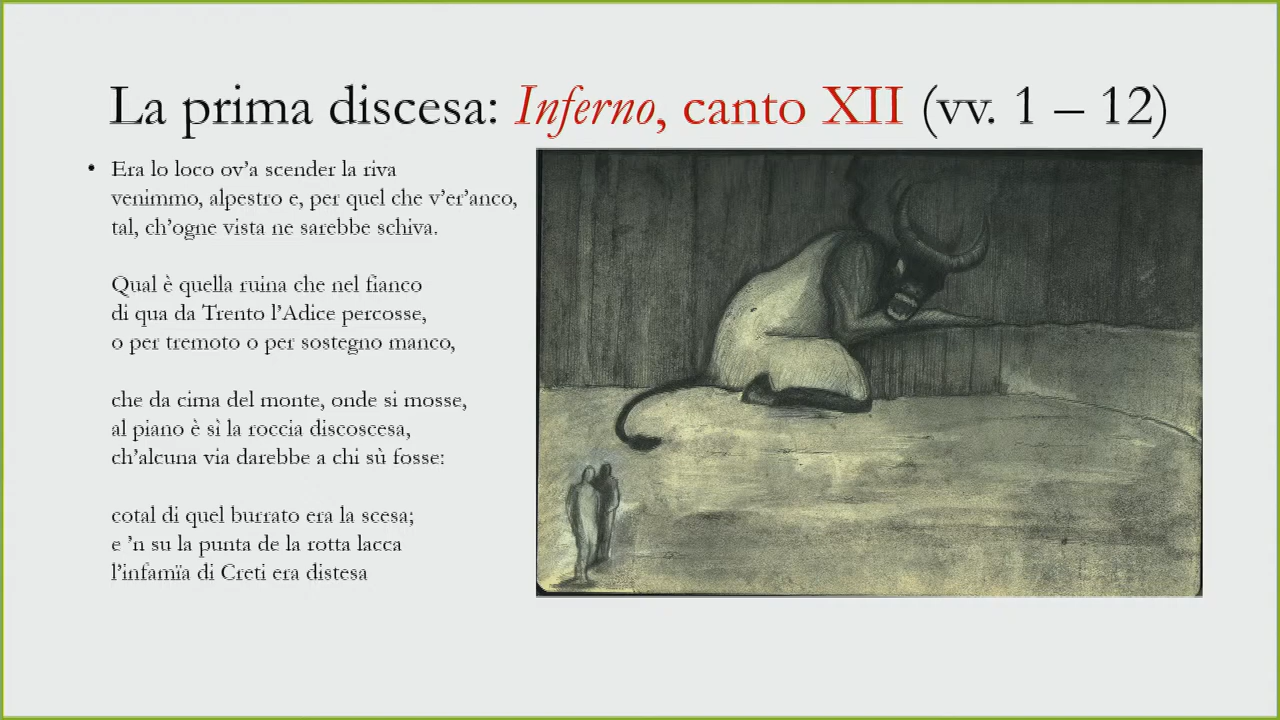 La prima discesa: Inferno, canto XII (vv. 1 – 12)
• Era lo loco ov’a scender la riva
venimmo, alpestro e, per quel che v’er’anco,
tal, ch’ogne vista ne sarebbe schiva.
Qual è quella ruina che nel fianco
di qua da Trento l’Adice percosse,
o per tremoto o per sostegno manco,
che da cima del monte, onde si mosse,
al piano è sì la roccia discoscesa,
ch’alcuna via darebbe a chi sù fosse:
cotal di quel burrato era la scesa;
e ’n su la punta de la rotta lacca
l’infamïa di Creti era distesa